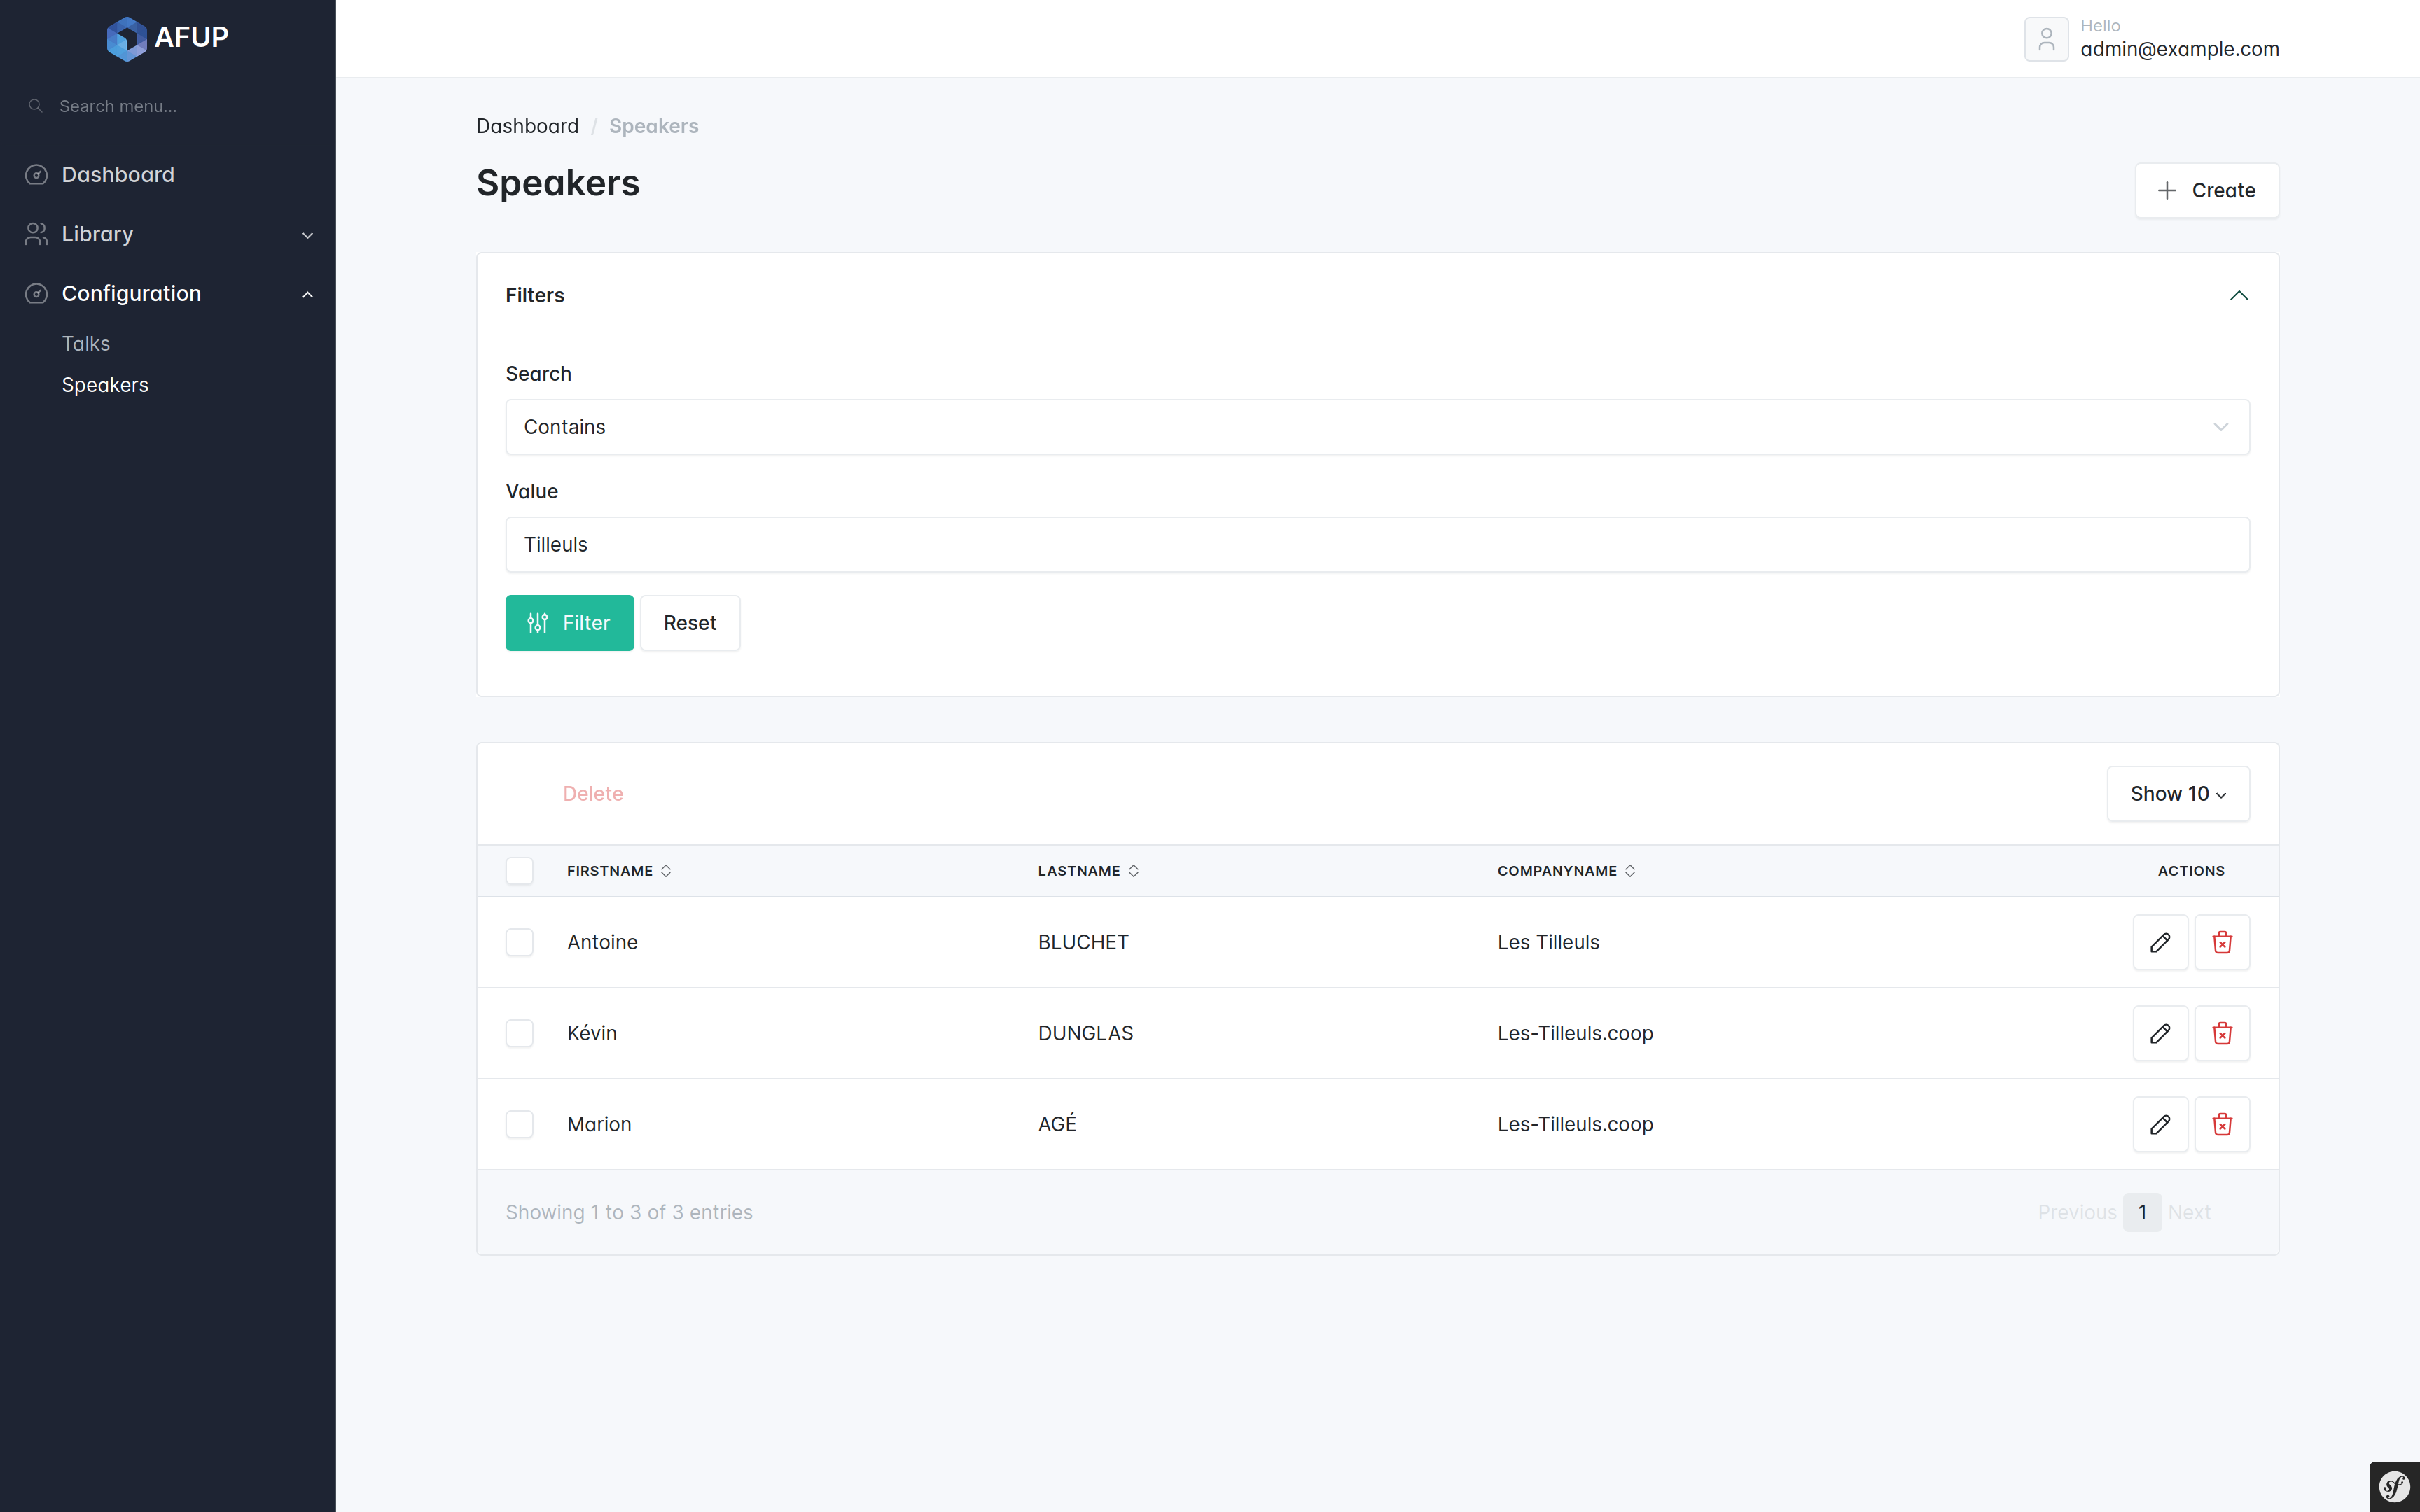 AFUP
Hello
admin@example.com
Search menu...
Dashboard
Library
Configuration
Talks
Speakers
Dashboard / Speakers
Speakers
Create
Filters
Search
Contains
Value
Tilleuls
Filter Reset
Delete
Show 10
FIRSTNAME LASTNAME COMPANYNAME ACTIONS
Antoine BLUCHET Les Tilleuls
Kévin DUNGLAS Les-Tilleuls.coop
Marion AGÉ Les-Tilleuls.coop
Showing 1 to 3 of 3 entries
Previous 1 Next
sf